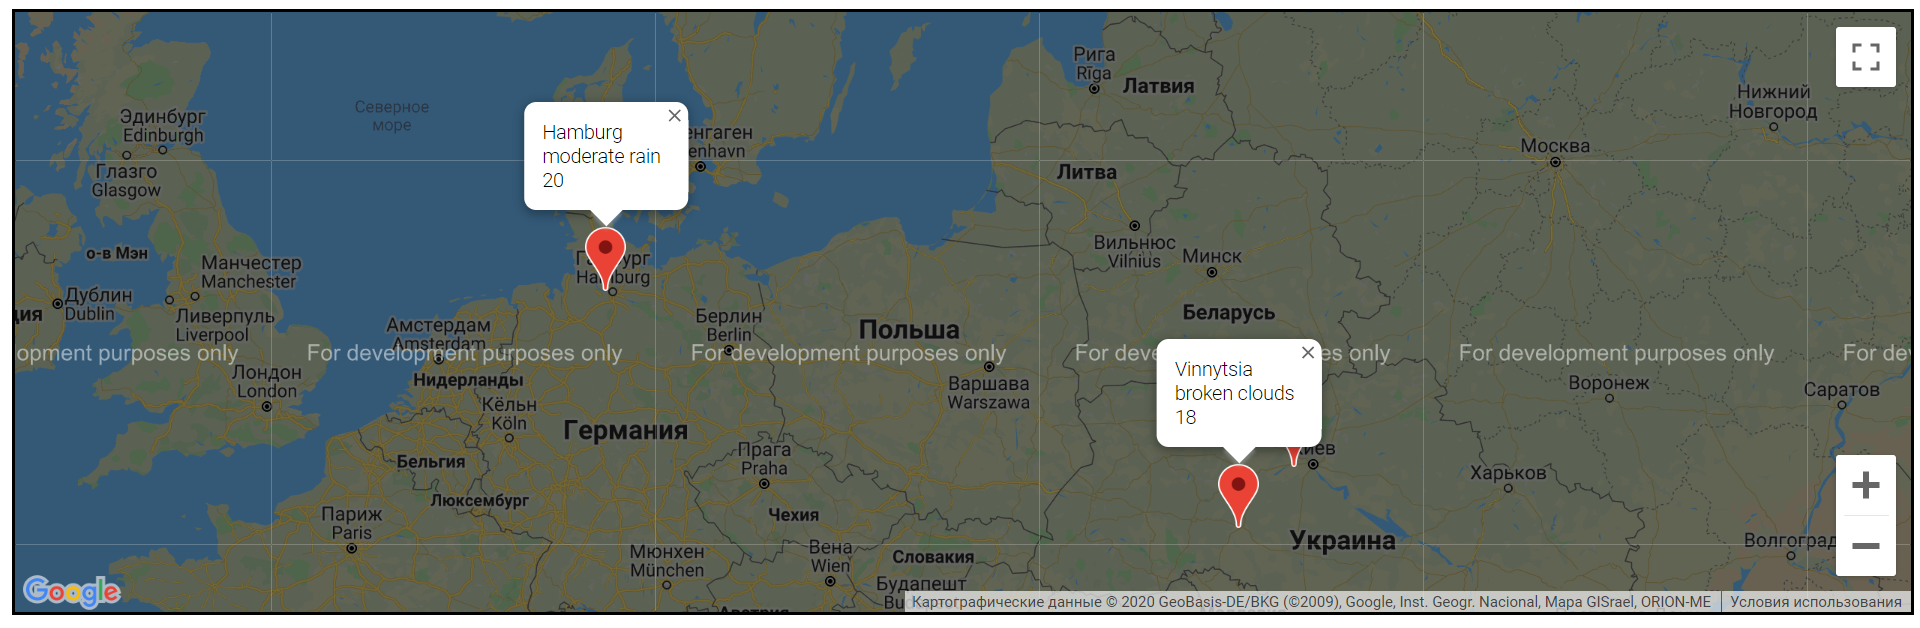 Рига
Rīga
Латвия
Северное
море
Нижний
Новгород
Эдинбург
Edinburgh
Hamburg
moderate rain
20
енгаген
enhavn
Москва
Глазго
Glasgow
Литва
о-в Мэн
Манчестер
Manchester
Вильнюс
Vilnius
Минск
Hamburg
Дублин
Dublin
Ливерпуль
Liverpool
Амстердам
Amsterdam
Берлин
Berlin
Польша
Беларусь
opment purposes only
For development purposes only
For development purposes only
For deve
es only
For development purposes only
For de
Vinnytsia
broken clouds
18
Лондон
London
Нидерланды
Варшава
Warszawa
Воронеж
Саратов
Кёльн
Köln
Германия
Прага
Praha
Бельгия
Харьков
Люксембург
Париж
Paris
Чехия
Украина
Волгоград
Мюнхен
München
Вена
Wien
Словакия
Будапешт
Google
Картографические данные © 2020 GeoBasis-DE/BKG (©2009), Google, Inst. Geogr. Nacional, Mapa GISrael, ORION-ME
Условия использования